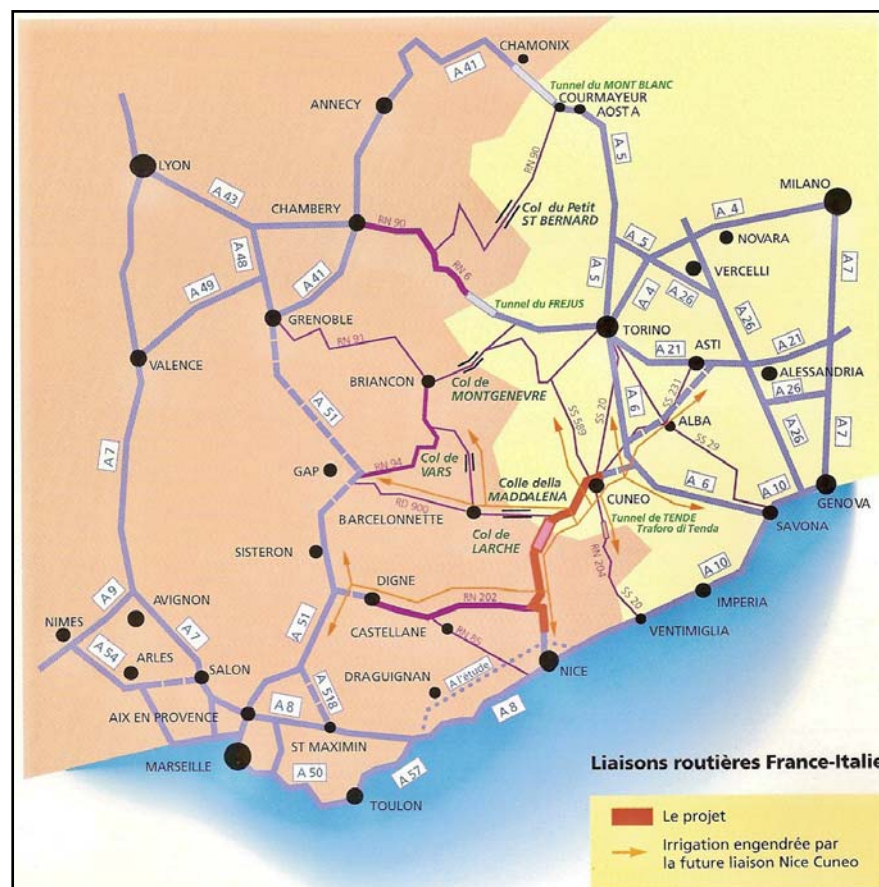 CHAMONIX
A 41
Tunnel du MONT BLANC
ANNECY
COURMAYEUR
AOSTA
LYON
A 5
RN 90
A 43
MILANO
Col du Petit
ST BERNARD
CHAMBERY
A 4
RN 90
NOVARA
A 5
A 48
A 41
RN 6
A 5
VERCELLI
A 7
A 49
A 4
A 26
Tunnel du FREJUS
GRENOBLE
TORINO
A 26
RN 91
ASTI
A 21
VALENCE
A 21
BRIANCON
Col de
MONTGENEVRE
ALESSANDRIA
SS 231
A 26
A 51
SS 589
SS 20
A 6
ALBA
A 7
GAP
RN 94
Col de
VARS
SS 29
A 26
A 7
Colle della
MADDALENA
A 6
RD 900
CUNEO
A 10
GENOVA
BARCELONNETTE
Tunnel de TENDE
Traforo di Tenda
SAVONA
Col de
LARCHE
SISTERON
RN 204
A 10
DIGNE
RN 202
IMPERIA
A 9
AVIGNON
A 51
SS 20
NIMES
CASTELLANE
VENTIMIGLIA
A 7
RN 85
A 54
ARLES
SALON
DRAGUIGNAN
A l'étude
NICE
A 518
AIX EN PROVENCE
A 8
A 8
ST MAXIMIN
MARSEILLE
A 50
A 57
TOULON
Liaisons routières France-Italie
Le projet
Irrigation engendrée par
la future liaison Nice Cuneo